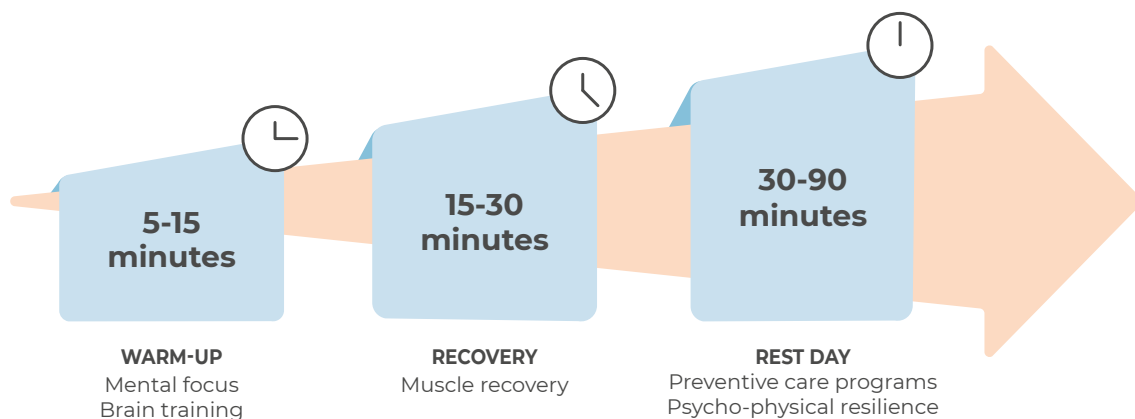 5-15
minutes
15-30
minutes
30-90
minutes
WARM-UP
Mental focus
Brain training
RECOVERY
Muscle recovery
REST DAY
Preventive care programs
Psycho-physical resilience